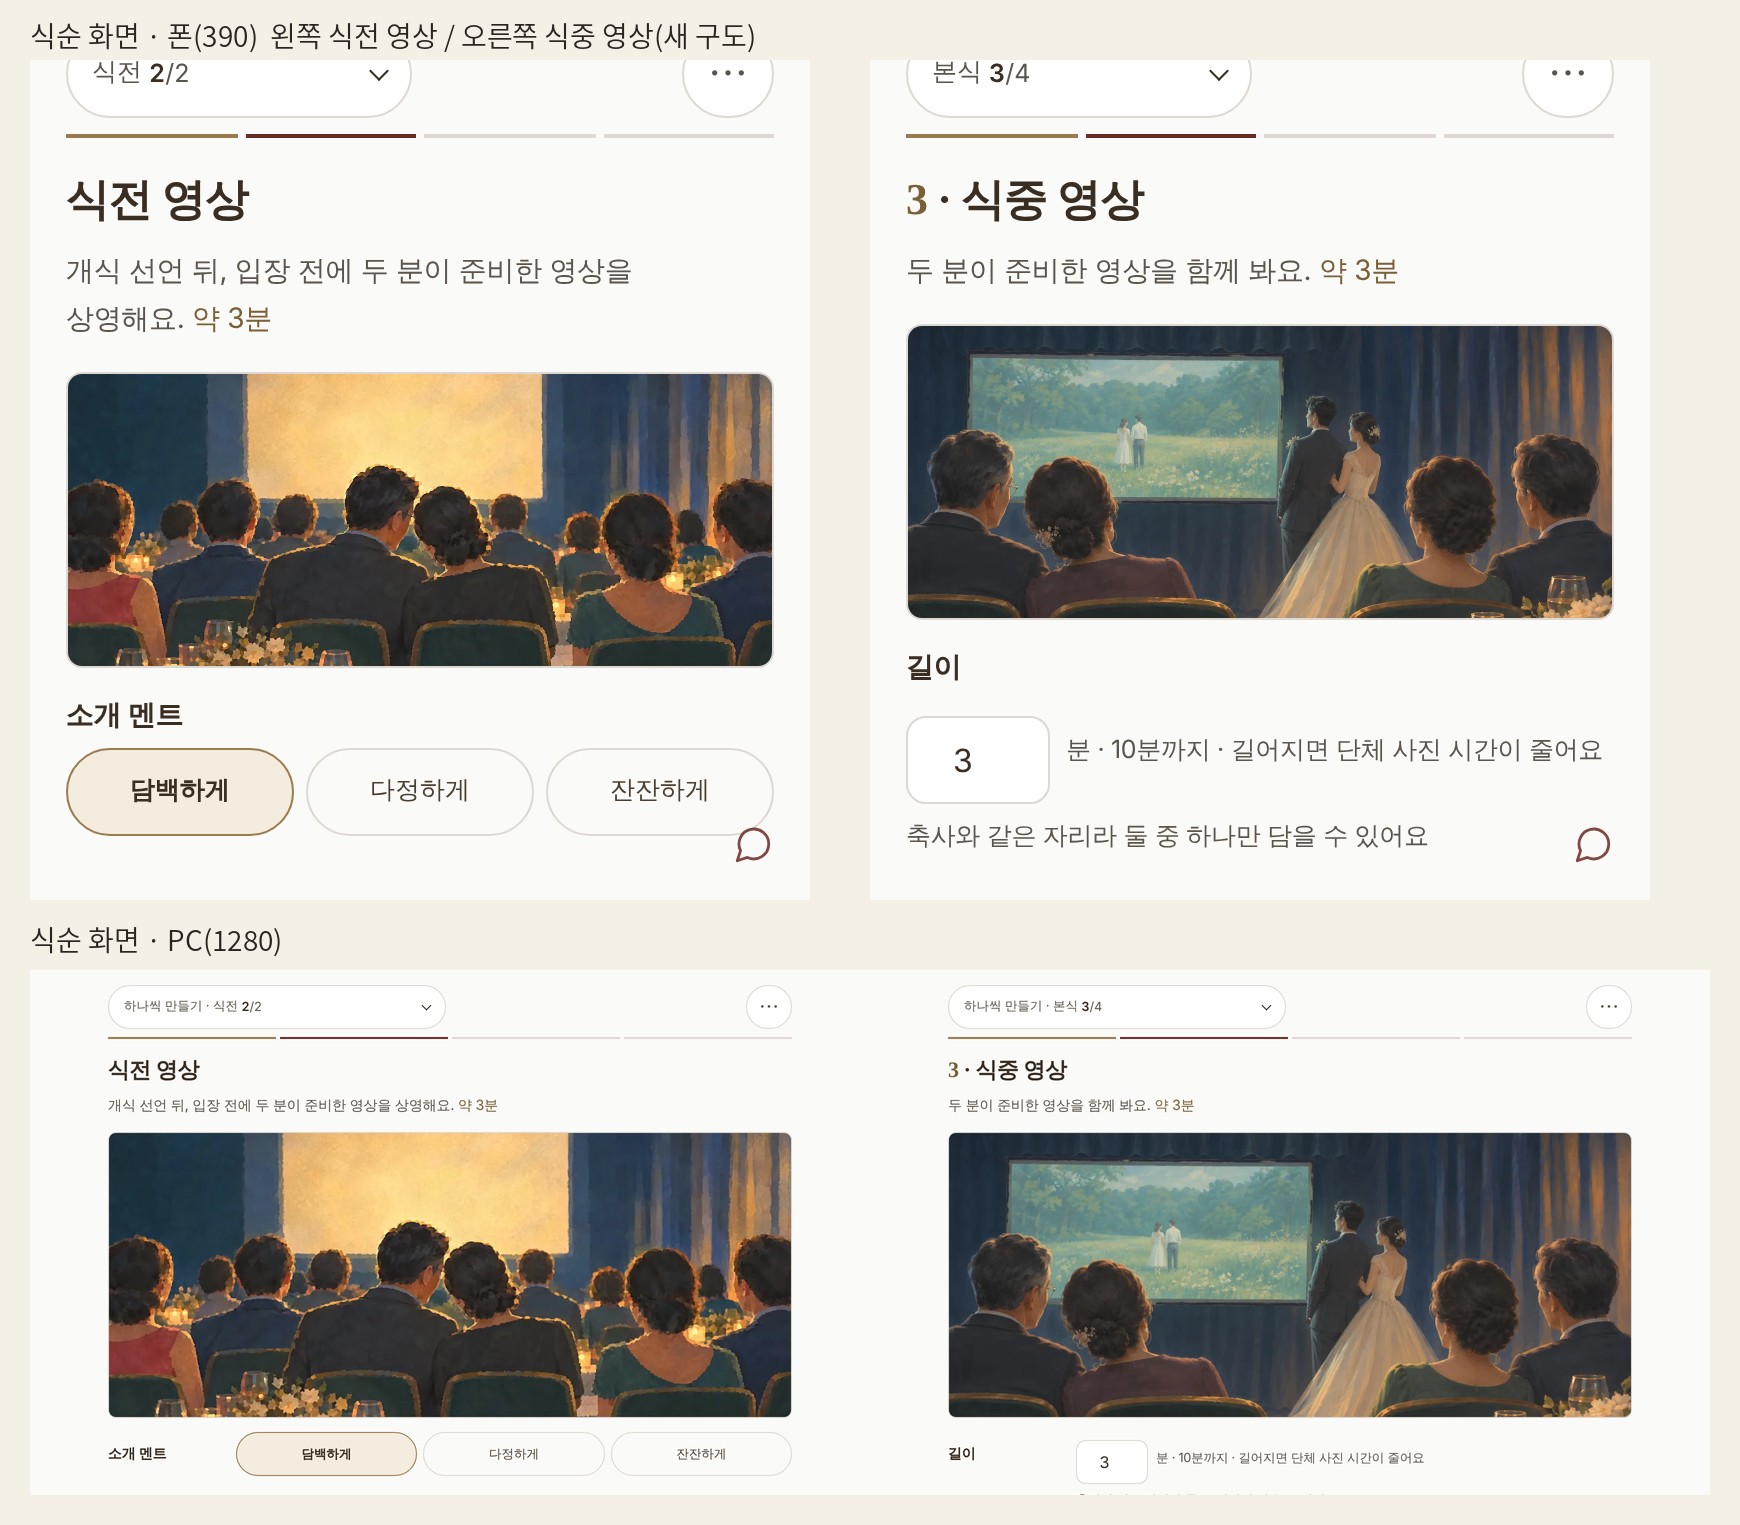 식순 화면 · 폰(390) 왼쪽 식전 영상 / 오른쪽 식중 영상(새 구도)
식전 2/2
식전 영상
개식 선언 뒤, 입장 전에 두 분이 준비한 영상을
상영해요. 약 3분
소개 멘트
담백하게
다정하게
잔잔하게
본식 3/4
3 · 식중 영상
두 분이 준비한 영상을 함께 봐요. 약 3분
길이
3
분 · 10분까지 · 길어지면 단체 사진 시간이 줄어요
축사와 같은 자리라 둘 중 하나만 담을 수 있어요
식순 화면 · PC(1280)
하나씩 만들기 · 식전 2/2
식전 영상
개식 선언 뒤, 입장 전에 두 분이 준비한 영상을 상영해요. 약 3분
소개 멘트
담백하게
다정하게
잔잔하게
하나씩 만들기 · 본식 3/4
3 · 식중 영상
두 분이 준비한 영상을 함께 봐요. 약 3분
길이
3
분 · 10분까지 · 길어지면 단체 사진 시간이 줄어요